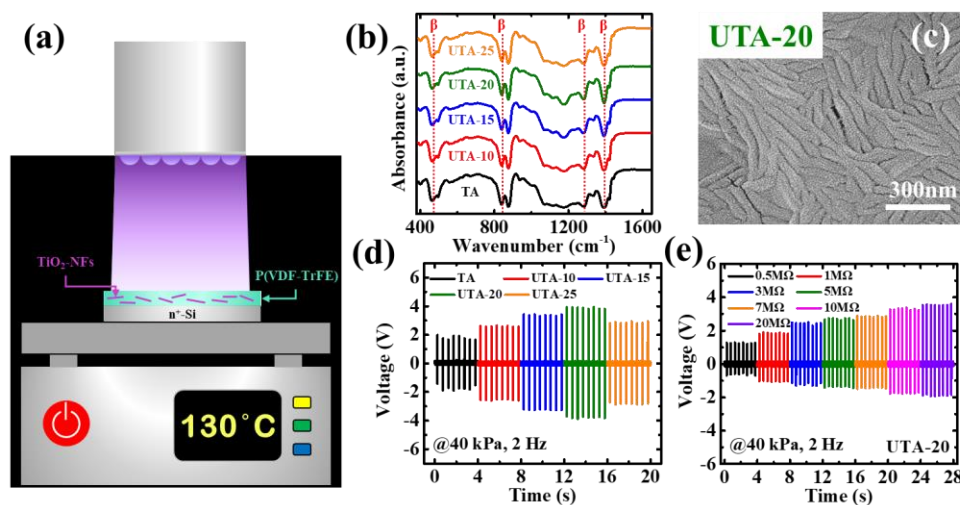 (a)
TiO₂-NFs
P(VDF-TrFE)
n⁺-Si
130°C
(b)
β β β β
UTA-25
UTA-20
UTA-15
UTA-10
TA
Absorbance (a.u.)
400 800 1200 1600
Wavenumber (cm⁻¹)
UTA-20
(c)
300nm
(d)
TA UTA-10 UTA-15
UTA-20 UTA-25
Voltage (V)
6
4
2
0
-2
-4
-6
@40 kPa, 2 Hz
0 4 8 12 16 20
Time (s)
(e)
0.5MΩ 1MΩ
3MΩ 5MΩ
7MΩ 10MΩ
20MΩ
Voltage (V)
6
4
2
0
-2
-4
-6
@40 kPa, 2 Hz UTA-20
0 4 8 12 16 20 24 28
Time (s)